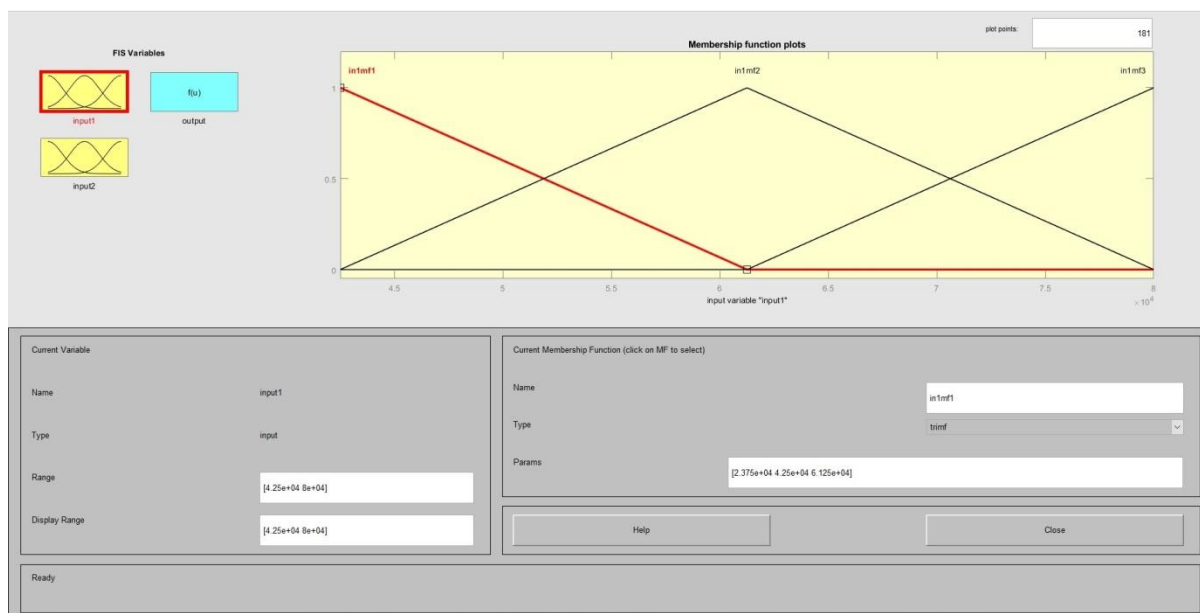 plot points:
181
FIS Variables
Membership function plots
in1mf1
in1mf2
in1mf3
f(u)
input1
output
input2
1
0.5
0
4.5
5
5.5
6
6.5
7
7.5
8
× 10⁴
input variable "input1"
Current Variable
Name
input1
Type
input
Range
[4.25e+04 8e+04]
Display Range
[4.25e+04 8e+04]
Current Membership Function (click on MF to select)
Name
in1mf1
Type
trimf
Params
[2.375e+04 4.25e+04 6.125e+04]
Help
Close
Ready